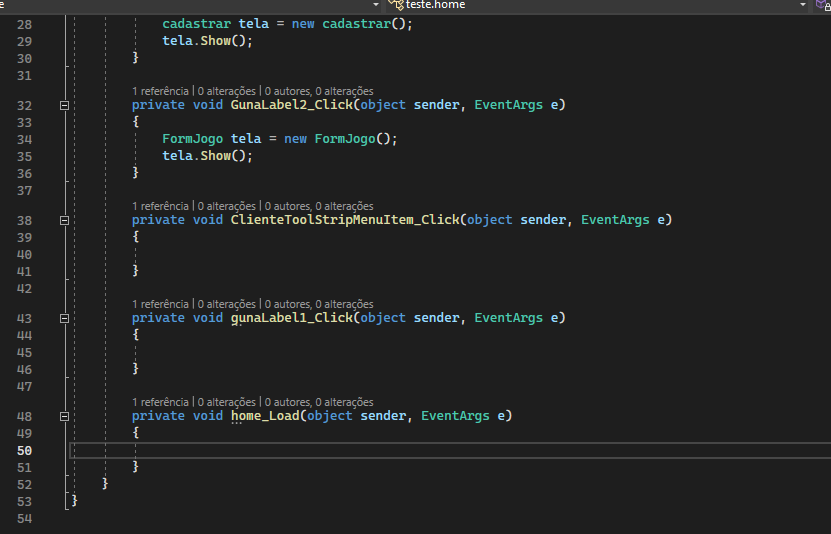 e teste.home
28 cadastrar tela = new cadastrar();
29 tela.Show();
30 }
31
1 referência | 0 alterações | 0 autores, 0 alterações
32 private void GunaLabel2_Click(object sender, EventArgs e)
33 {
34 FormJogo tela = new FormJogo();
35 tela.Show();
36 }
37
1 referência | 0 alterações | 0 autores, 0 alterações
38 private void ClienteToolStripMenuItem_Click(object sender, EventArgs e)
39 {
40
41 }
42
1 referência | 0 alterações | 0 autores, 0 alterações
43 private void gunaLabel1_Click(object sender, EventArgs e)
44 {
45
46 }
47
1 referência | 0 alterações | 0 autores, 0 alterações
48 private void home_Load(object sender, EventArgs e)
49 {
50
51 }
52 }
53 }
54